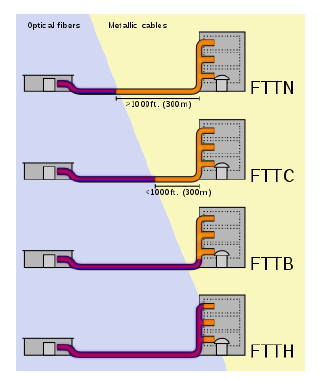 Optical fibers Metallic cables
>1000ft. (300m)
FTTN
FTTC
<1000ft. (300m)
FTTB
FTTH